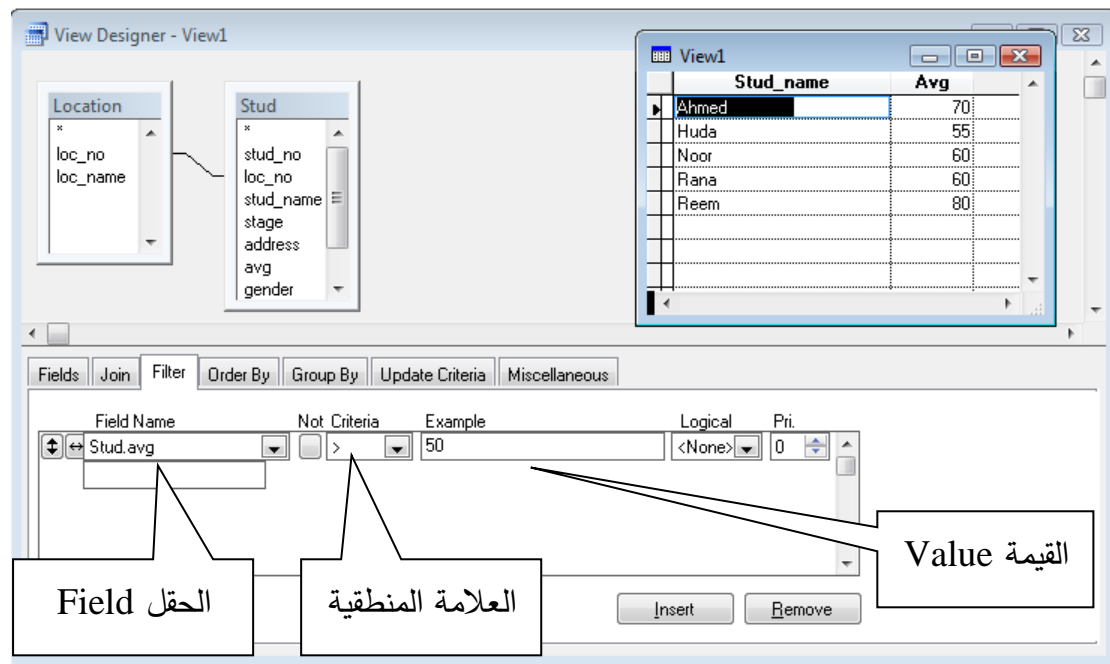 View Designer - View1
View1
Stud_name Avg
Ahmed 70
Huda 55
Noor 60
Rana 60
Reem 80
Location
*
loc_no
loc_name
Stud
*
stud_no
loc_no
stud_name
stage
address
avg
gender
Fields Join Filter Order By Group By Update Criteria Miscellaneous
Field Name Not Criteria Example Logical Pri.
Stud.avg > 50 <None> 0
القيمة Value
الحقل Field
العلامة المنطقية
Insert Remove